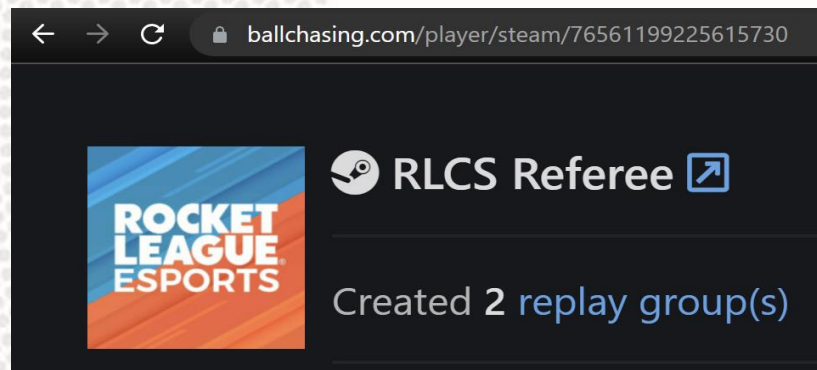 ballchasing.com/player/steam/76561199225615730
RLCS Referee
ROCKET
LEAGUE
ESPORTS
Created 2 replay group(s)